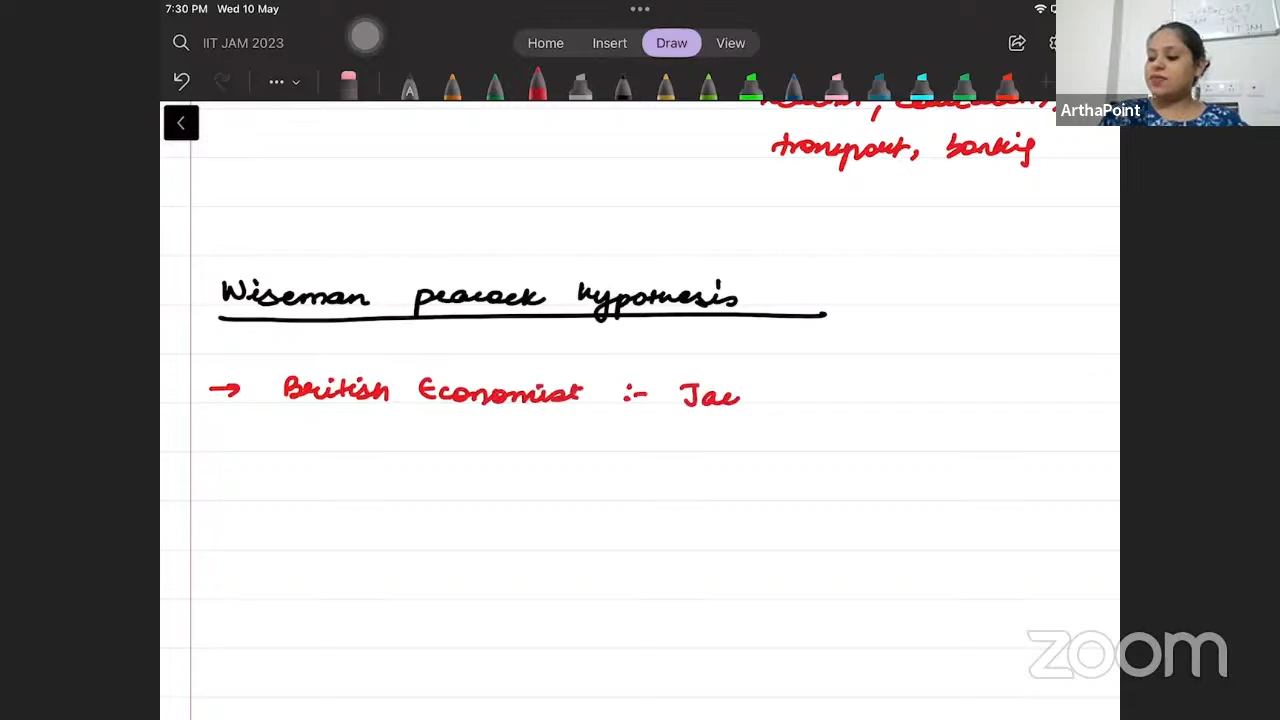 7:30 PM Wed 10 May
IIT JAM 2023
Home Insert Draw View
ArthaPoint
transport, banking
Wiseman peacock hypothesis
→ British Economist :- Jac
zoom